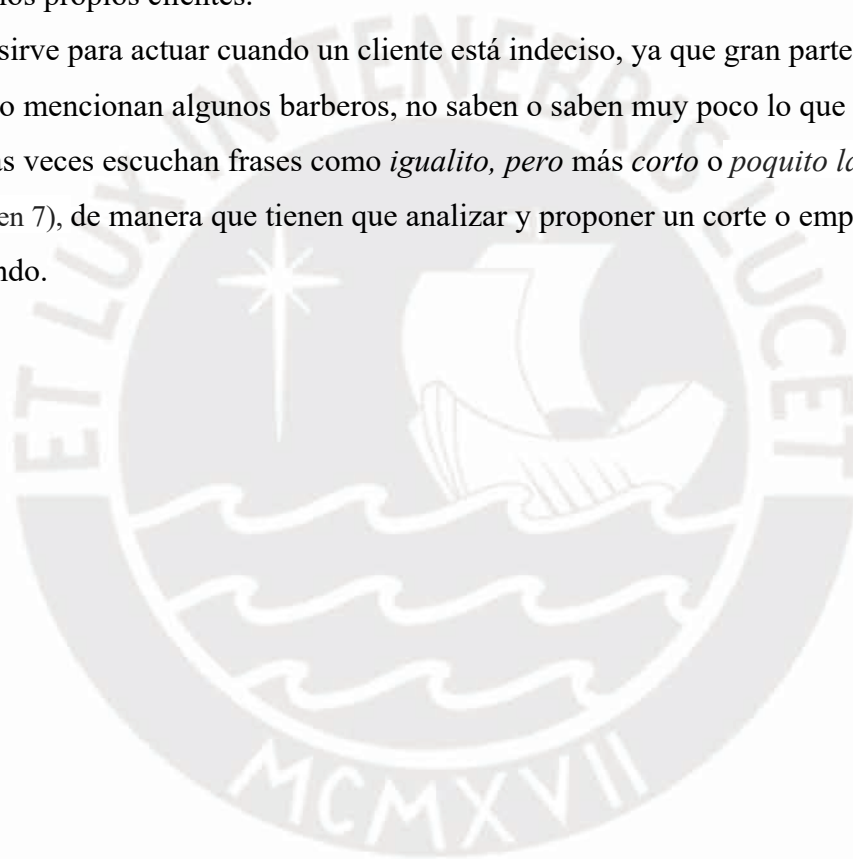 los propios clientes.
sirve para actuar cuando un cliente está indeciso, ya que gran parte
o mencionan algunos barberos, no saben o saben muy poco lo que
as veces escuchan frases como igualito, pero más corto o poquito la
en 7), de manera que tienen que analizar y proponer un corte o emp
ndo.
ET LUX IN TENEBRIS LUCET
MCMXVII